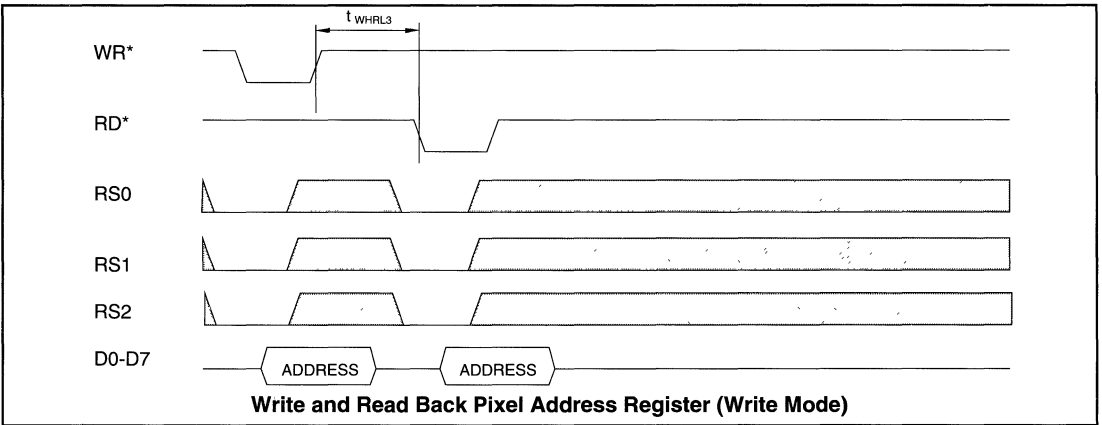 t WHRL3
WR*
RD*
RS0
RS1
RS2
D0-D7
ADDRESS ADDRESS
Write and Read Back Pixel Address Register (Write Mode)